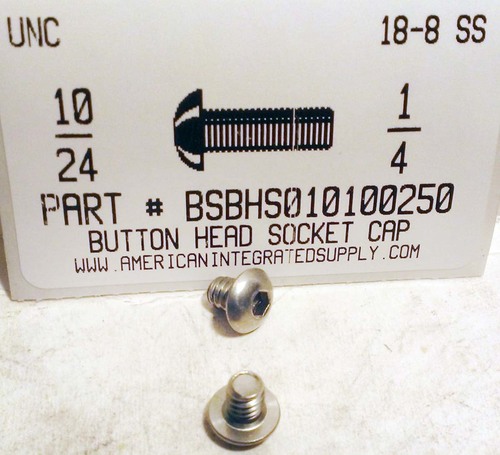 UNC 18-8 SS
10 1
24 4
PART # BSBHS010100250
BUTTON HEAD SOCKET CAP
WWW.AMERICANINTEGRATEDSUPPLY.COM